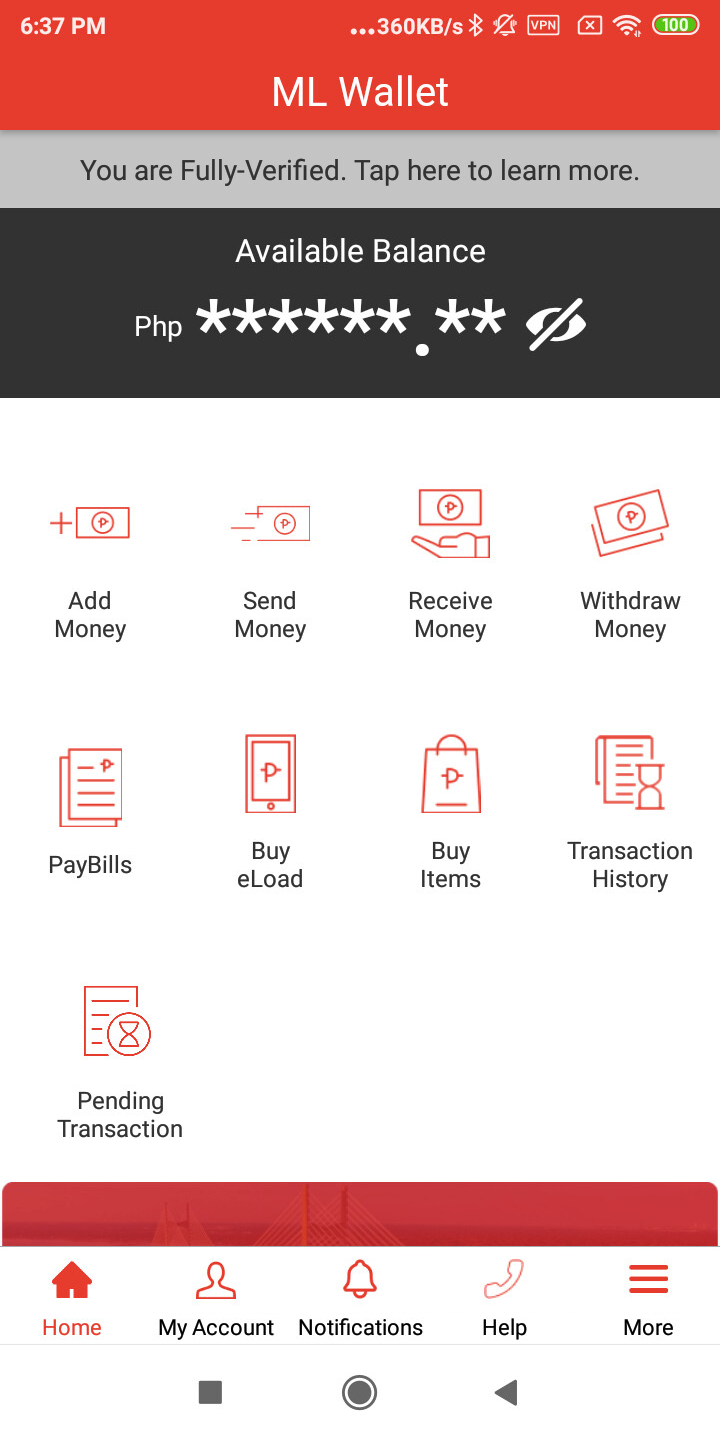 6:37 PM
...360KB/s VPN 100
ML Wallet
You are Fully-Verified. Tap here to learn more.
Available Balance
Php ******.**
Add
Money
Send
Money
Receive
Money
Withdraw
Money
PayBills
Buy
eLoad
Buy
Items
Transaction
History
Pending
Transaction
Home
My Account
Notifications
Help
More